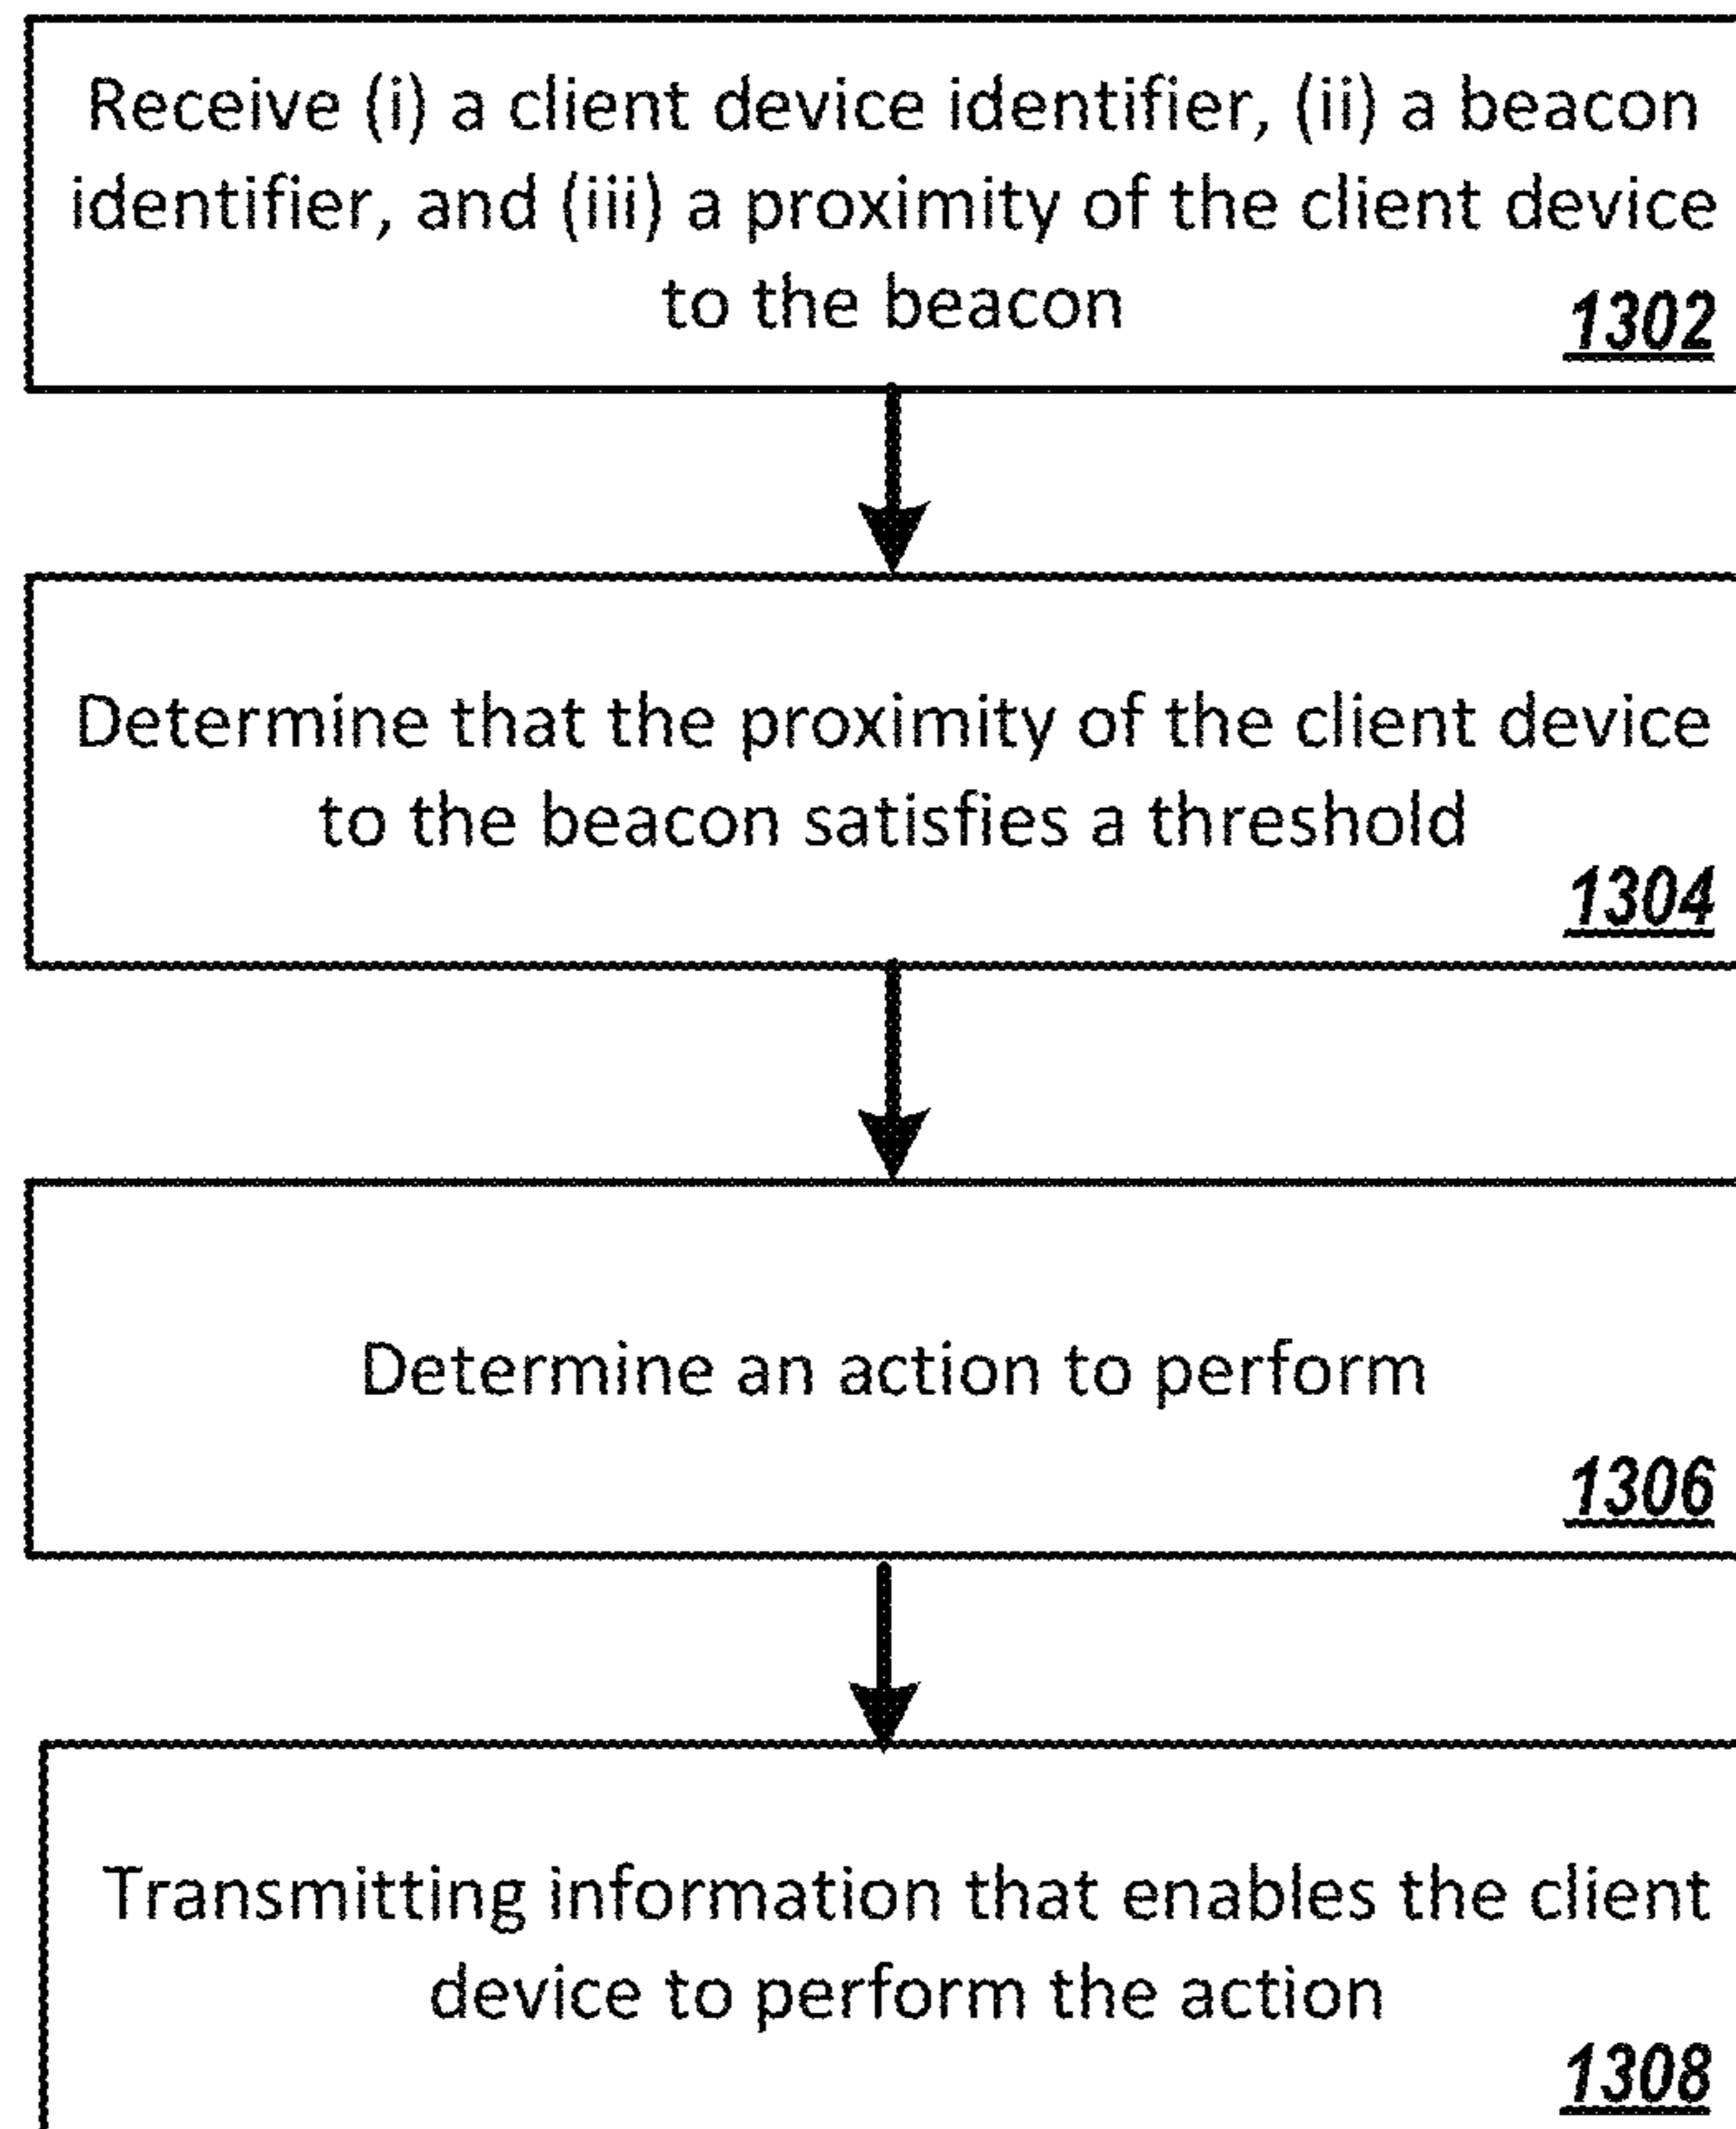 Receive (i) a client device identifier, (ii) a beacon
identifier, and (iii) a proximity of the client device
to the beacon
1302
Determine that the proximity of the client device
to the beacon satisfies a threshold
1304
Determine an action to perform
1306
Transmitting information that enables the client
device to perform the action
1308